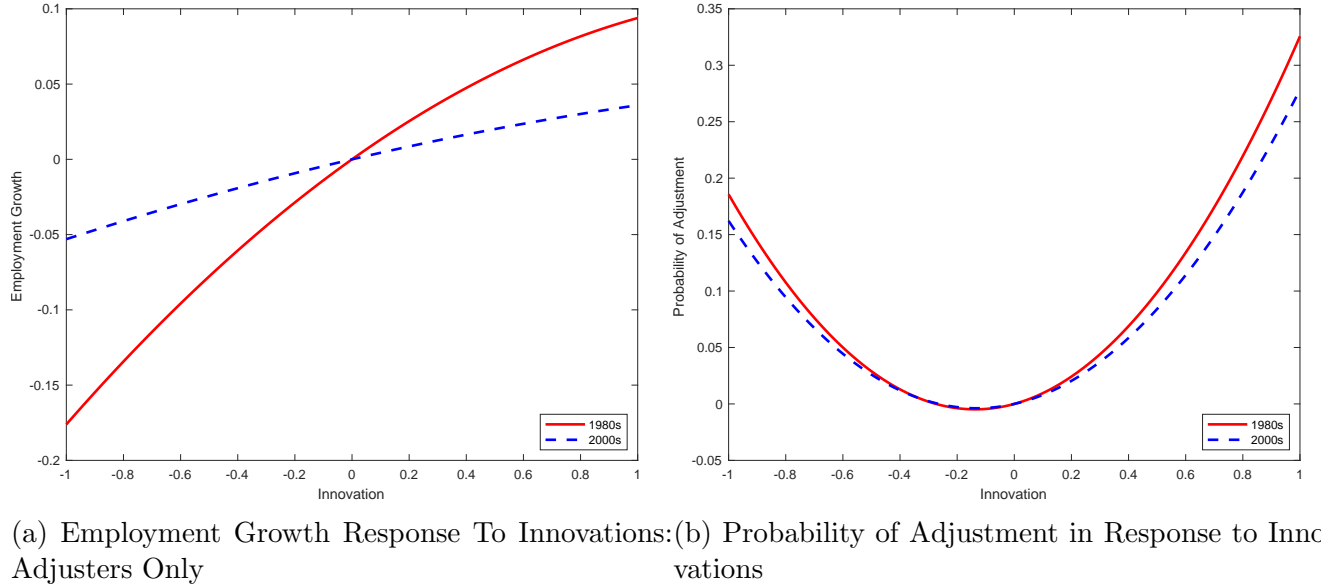 0.1
0.05
0
-0.05
-0.1
-0.15
-0.2
Employment Growth
-1 -0.8 -0.6 -0.4 -0.2 0 0.2 0.4 0.6 0.8 1
Innovation
1980s
2000s
(a) Employment Growth Response To Innovations:
Adjusters Only
0.35
0.3
0.25
0.2
0.15
0.1
0.05
0
-0.05
Probability of Adjustment
-1 -0.8 -0.6 -0.4 -0.2 0 0.2 0.4 0.6 0.8 1
Innovation
1980s
2000s
(b) Probability of Adjustment in Response to Inno
vations